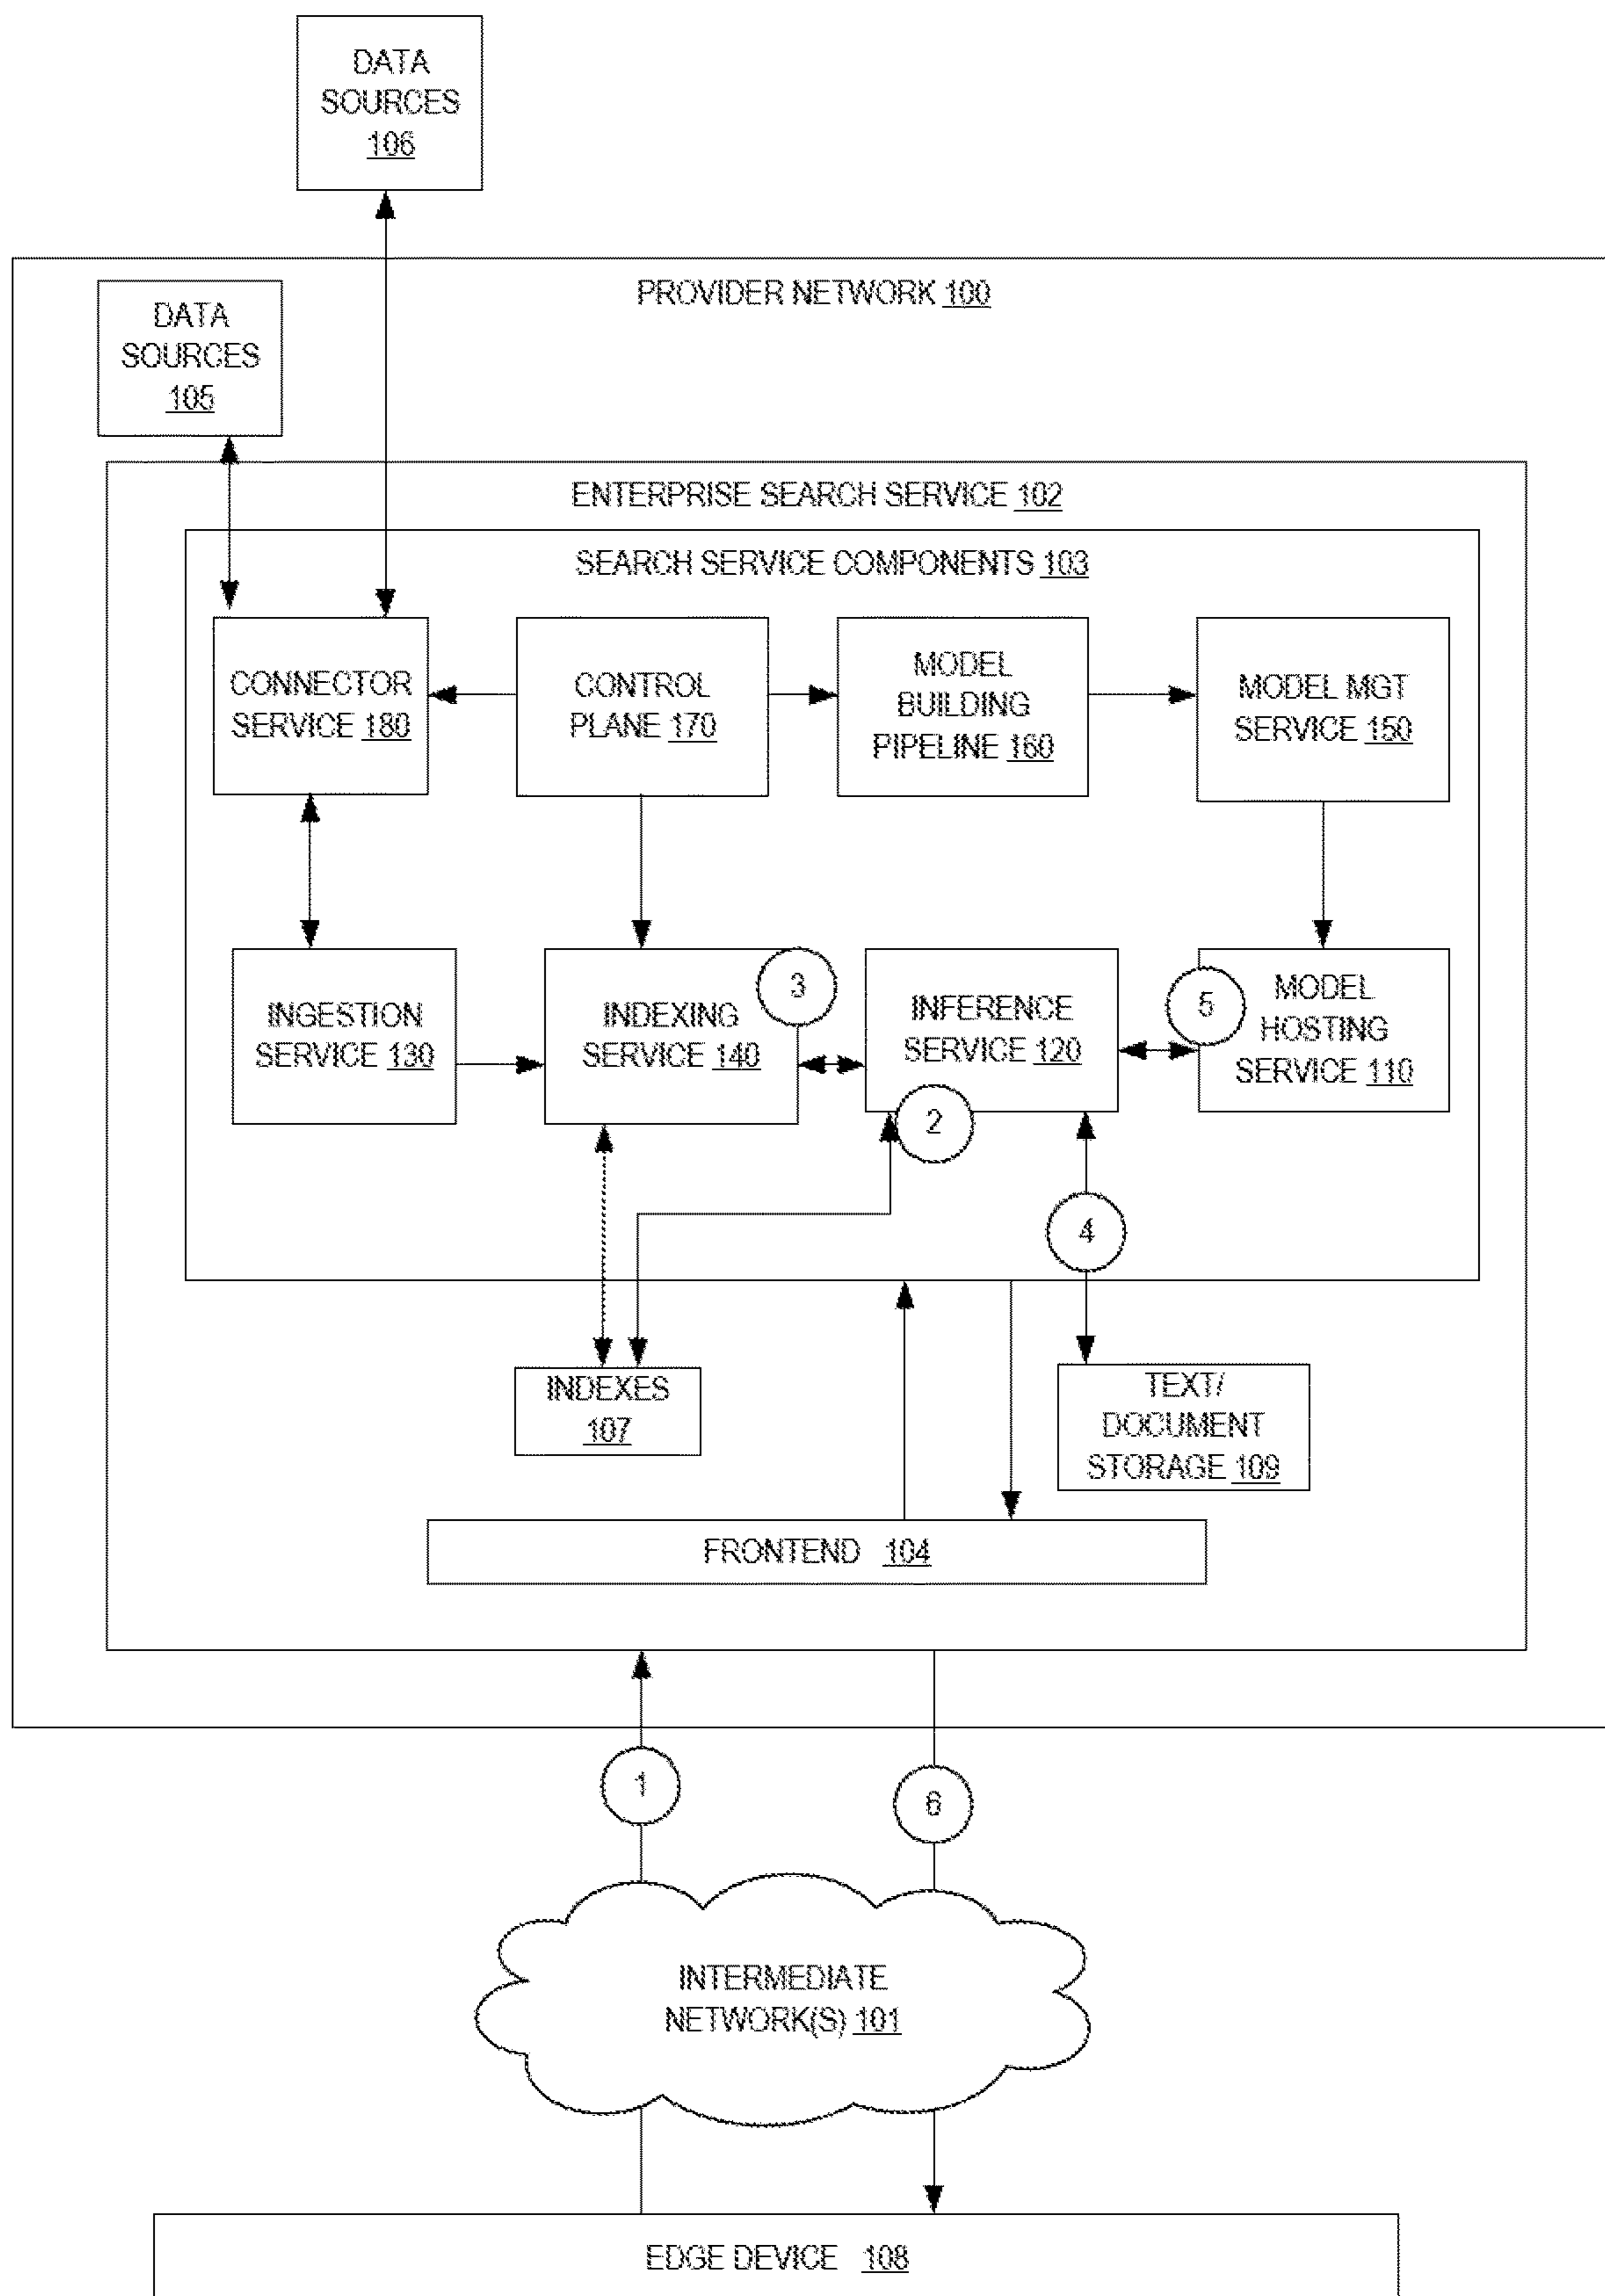 DATA
SOURCES
106
PROVIDER NETWORK 100
DATA
SOURCES
105
ENTERPRISE SEARCH SERVICE 102
SEARCH SERVICE COMPONENTS 103
CONNECTOR
SERVICE 180
CONTROL
PLANE 170
MODEL
BUILDING
PIPELINE 160
MODEL MGT
SERVICE 150
INGESTION
SERVICE 130
INDEXING
SERVICE 140
3
INFERENCE
SERVICE 120
2
5
MODEL
HOSTING
SERVICE 110
4
INDEXES
107
TEXT/
DOCUMENT
STORAGE 109
FRONTEND 104
1
6
INTERMEDIATE
NETWORK(S) 101
EDGE DEVICE 108